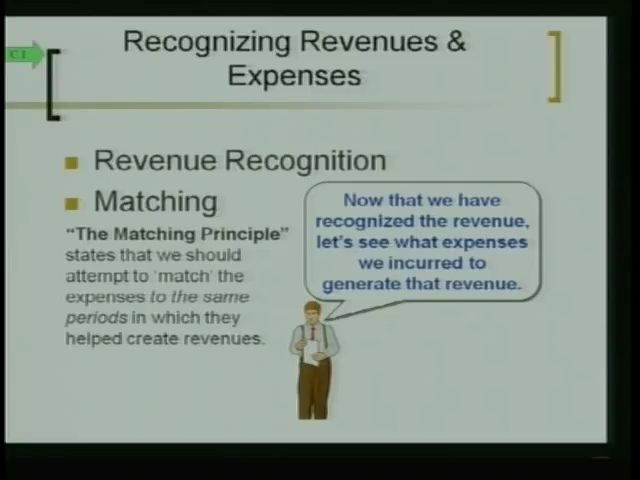 C 1
Recognizing Revenues &
Expenses
Revenue Recognition
Matching
“The Matching Principle”
states that we should
attempt to ‘match’ the
expenses to the same
periods in which they
helped create revenues.
Now that we have
recognized the revenue,
let’s see what expenses
we incurred to
generate that revenue.